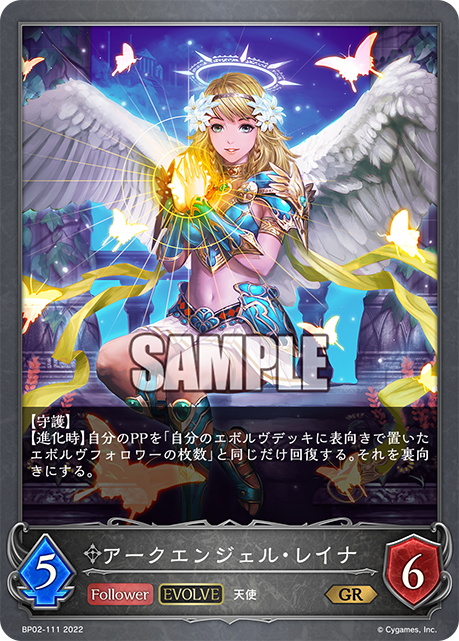 SAMPLE
【守護】
【進化時】自分のPPを「自分のエボルヴデッキに表向きで置いた
エボルヴフォロワーの枚数」と同じだけ回復する。それを裏向
きにする。
アークエンジェル・レイナ
5
Follower EVOLVE 天使 GR
6
BP02-111 2022 © Cygames, Inc.